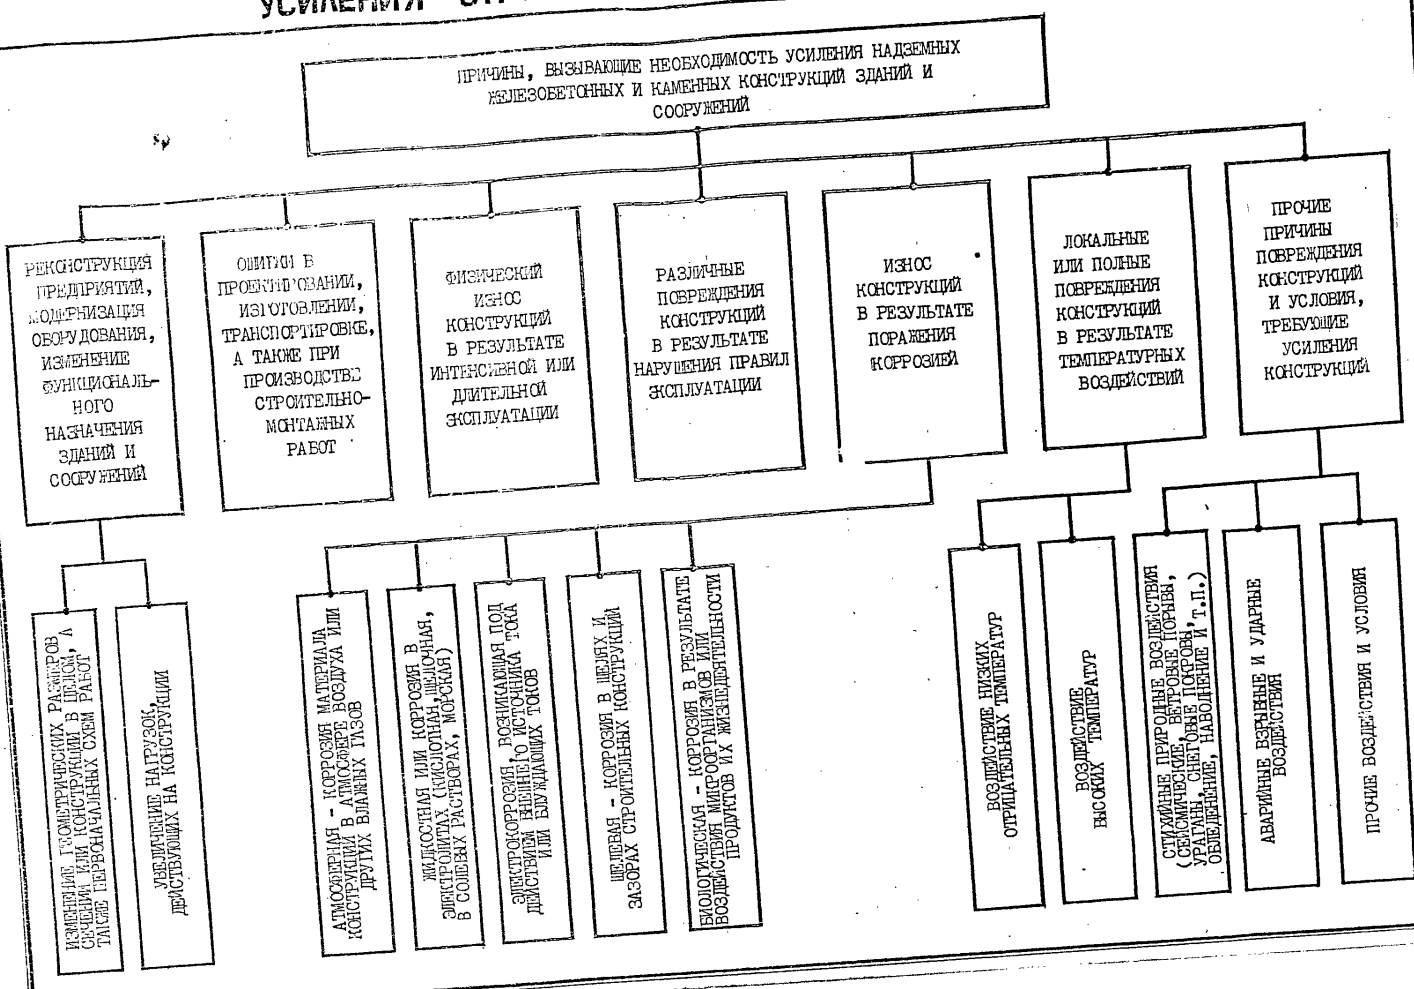 УСИЛЕНИЯ
ПРИЧИНЫ, ВЫЗЫВАЮЩИЕ НЕОБХОДИМОСТЬ УСИЛЕНИЯ НАДЗЕМНЫХ
ЖЕЛЕЗОБЕТОННЫХ И КАМЕННЫХ КОНСТРУКЦИЙ ЗДАНИЙ И
СООРУЖЕНИЙ
РЕКОНСТРУКЦИЯ
ПРЕДПРИЯТИЙ,
МОДЕРНИЗАЦИЯ
ОБОРУДОВАНИЯ,
ИЗМЕНЕНИЕ
ФУНКЦИОНАЛЬ-
НОГО
НАЗНАЧЕНИЯ
ЗДАНИЙ И
СООРУЖЕНИЙ
ОШИБКИ В
ПРОЕКТИРОВАНИИ,
ИЗГОТОВЛЕНИИ,
ТРАНСПОРТИРОВКЕ,
А ТАКЖЕ ПРИ
ПРОИЗВОДСТВЕ
СТРОИТЕЛЬНО-
МОНТАЖНЫХ
РАБОТ
ФИЗИЧЕСКИЙ
ИЗНОС
КОНСТРУКЦИЙ
В РЕЗУЛЬТАТЕ
ИНТЕНСИВНОЙ ИЛИ
ДЛИТЕЛЬНОЙ
ЭКСПЛУАТАЦИИ
РАЗЛИЧНЫЕ
ПОВРЕЖДЕНИЯ
КОНСТРУКЦИЙ
В РЕЗУЛЬТАТЕ
НАРУШЕНИЯ ПРАВИЛ
ЭКСПЛУАТАЦИИ
ИЗНОС
КОНСТРУКЦИЙ
В РЕЗУЛЬТАТЕ
ПОРАЖЕНИЯ
КОРРОЗИЕЙ
ЛОКАЛЬНЫЕ
ИЛИ ПОЛНЫЕ
ПОВРЕЖДЕНИЯ
КОНСТРУКЦИЙ
В РЕЗУЛЬТАТЕ
ТЕМПЕРАТУРНЫХ
ВОЗДЕЙСТВИЙ
ПРОЧИЕ
ПРИЧИНЫ
ПОВРЕЖДЕНИЯ
КОНСТРУКЦИЙ
И УСЛОВИЯ,
ТРЕБУЮЩИЕ
УСИЛЕНИЯ
КОНСТРУКЦИЙ
ИЗМЕНЕНИЕ ГЕОМЕТРИЧЕСКИХ РАЗМЕРОВ
СЕЧЕНИЙ ИЛИ КОНСТРУКЦИЙ В ЦЕЛОМ, А
ТАКЖЕ ПЕРВОНАЧАЛЬНЫХ СХЕМ РАБОТ
УВЕЛИЧЕНИЕ НАГРУЗОК,
ДЕЙСТВУЮЩИХ НА КОНСТРУКЦИИ
АТМОСФЕРНАЯ - КОРРОЗИЯ МАТЕРИАЛА
КОНСТРУКЦИЙ В АТМОСФЕРЕ ВОЗДУХА ИЛИ
ДРУГИХ ВЛАЖНЫХ ГАЗОВ
ЖИДКОСТНАЯ ИЛИ КОРРОЗИЯ В
ЭЛЕКТРОЛИТАХ (КИСЛОТНАЯ, ЩЕЛОЧНАЯ,
В СОЛЕВЫХ РАСТВОРАХ, МОРСКАЯ)
ЭЛЕКТРОКОРРОЗИЯ, ВОЗНИКАЮЩАЯ ПОД
ДЕЙСТВИЕМ ВНЕШНЕГО ИСТОЧНИКА ТОКА
ИЛИ БЛУЖДАЮЩИХ ТОКОВ
ЩЕЛЕВАЯ - КОРРОЗИЯ В ЩЕЛЯХ И
ЗАЗОРАХ СТРОИТЕЛЬНЫХ КОНСТРУКЦИЙ
БИОЛОГИЧЕСКАЯ - КОРРОЗИЯ В РЕЗУЛЬТАТЕ
ВОЗДЕЙСТВИЯ МИКРООРГАНИЗМОВ ИЛИ
ПРОДУКТОВ ИХ ЖИЗНЕДЕЯТЕЛЬНОСТИ
ВОЗДЕЙСТВИЕ НИЗКИХ
ОТРИЦАТЕЛЬНЫХ ТЕМПЕРАТУР
ВОЗДЕЙСТВИЕ
ВЫСОКИХ ТЕМПЕРАТУР
СТИХИЙНЫЕ ПРИРОДНЫЕ ВОЗДЕЙСТВИЯ
(СЕЙСМИЧЕСКИЕ, ВЕТРОВЫЕ ПОРЫВЫ,
УРАГАНЫ, СНЕГОВЫЕ ПОКРОВЫ,
ОБЛЕДЕНЕНИЕ, НАВОДНЕНИЕ И Т.П.)
АВАРИЙНЫЕ ВЗРЫВНЫЕ И УДАРНЫЕ
ВОЗДЕЙСТВИЯ
ПРОЧИЕ ВОЗДЕЙСТВИЯ И УСЛОВИЯ